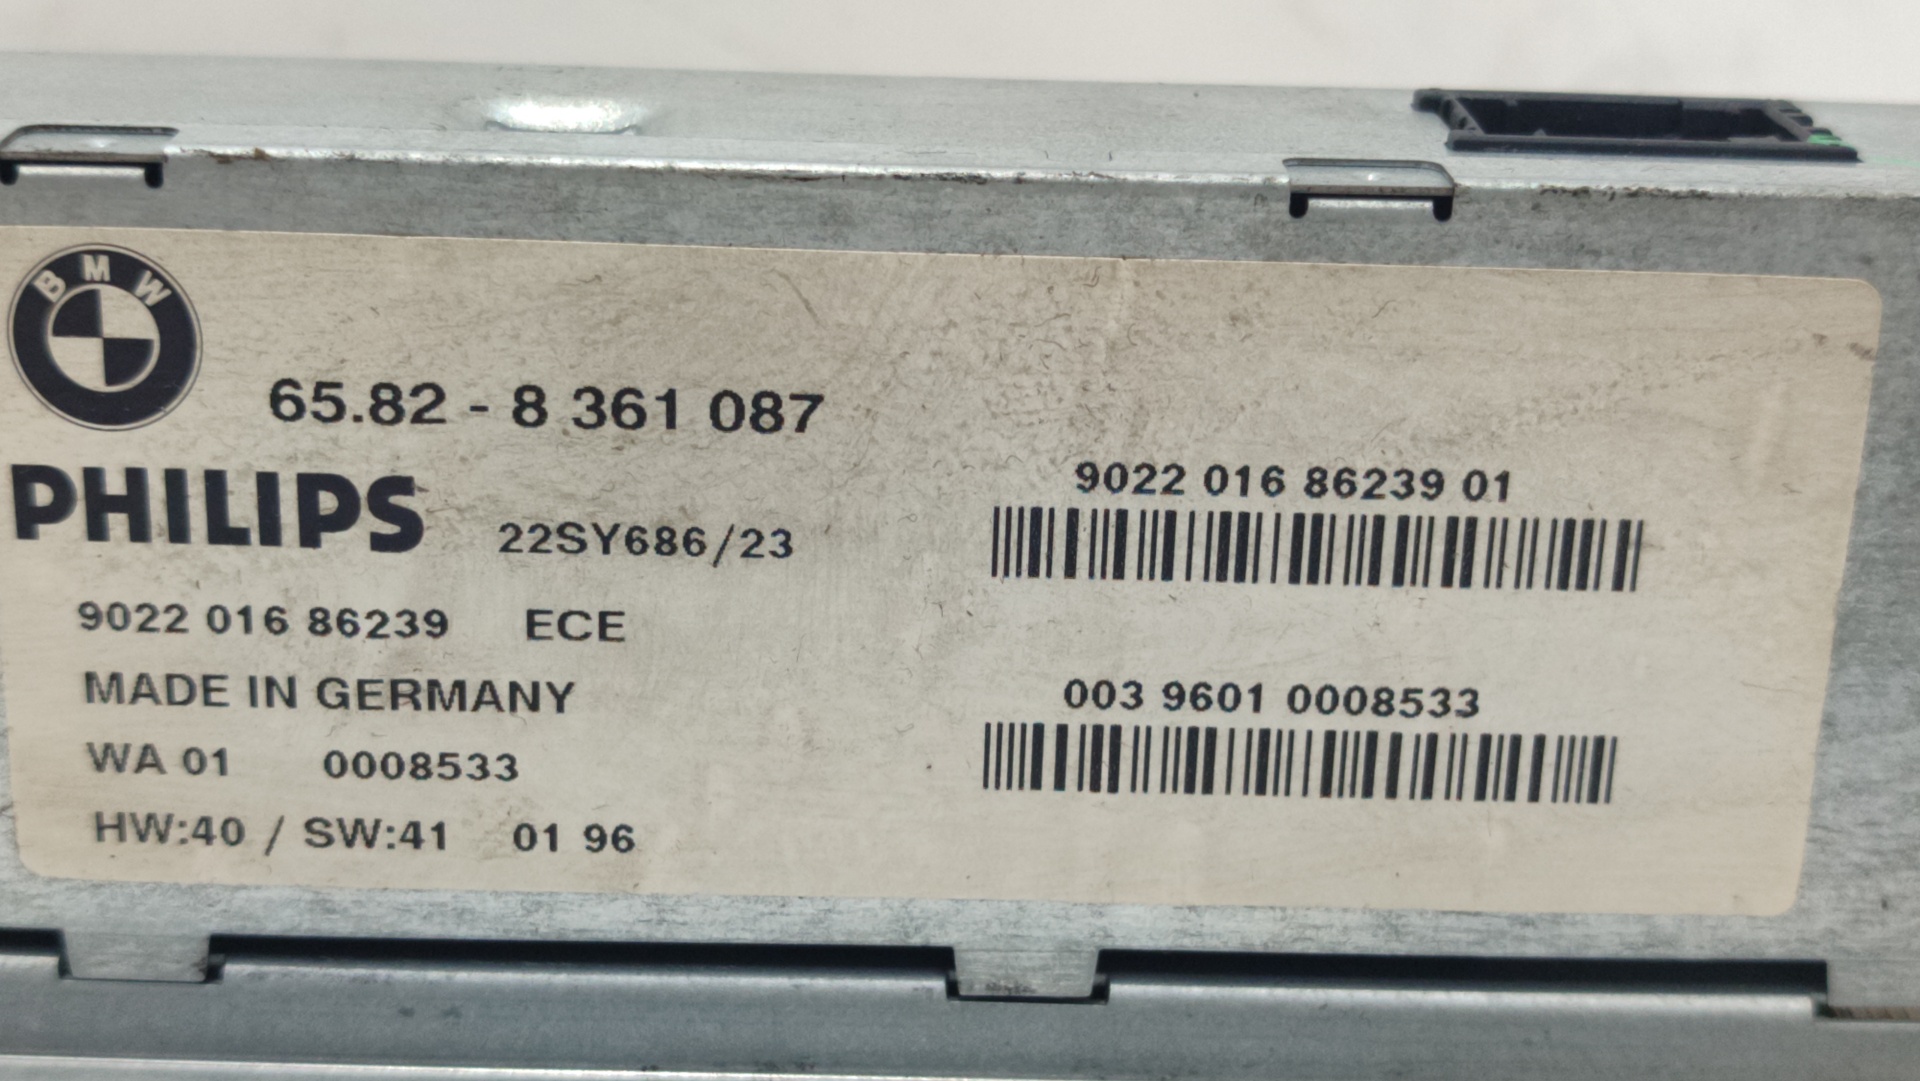 BMW
65.82 - 8 361 087
PHILIPS 22SY686/23
9022 016 86239 ECE
MADE IN GERMANY
WA 01 0008533
HW:40 / SW:41 01 96
9022 016 86239 01
003 9601 0008533